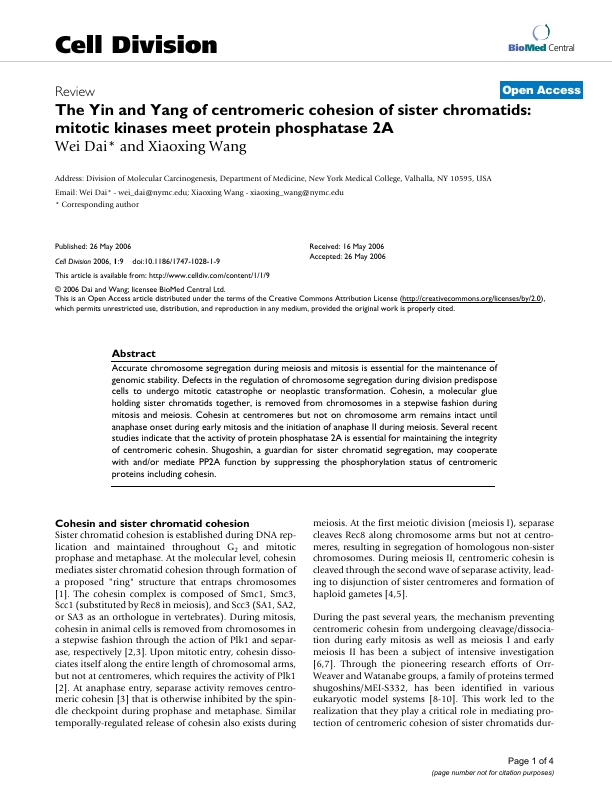 Cell Division
BioMed Central
Review
Open Access
The Yin and Yang of centromeric cohesion of sister chromatids:
mitotic kinases meet protein phosphatase 2A
Wei Dai* and Xiaoxing Wang
Address: Division of Molecular Carcinogenesis, Department of Medicine, New York Medical College, Valhalla, NY 10595, USA
Email: Wei Dai* - wei_dai@nymc.edu; Xiaoxing Wang - xiaoxing_wang@nymc.edu
* Corresponding author
Published: 26 May 2006
Cell Division 2006, 1:9 doi:10.1186/1747-1028-1-9
Received: 16 May 2006
Accepted: 26 May 2006
This article is available from: http://www.celldiv.com/content/1/1/9
© 2006 Dai and Wang; licensee BioMed Central Ltd.
This is an Open Access article distributed under the terms of the Creative Commons Attribution License (http://creativecommons.org/licenses/by/2.0),
which permits unrestricted use, distribution, and reproduction in any medium, provided the original work is properly cited.
Abstract
Accurate chromosome segregation during meiosis and mitosis is essential for the maintenance of
genomic stability. Defects in the regulation of chromosome segregation during division predispose
cells to undergo mitotic catastrophe or neoplastic transformation. Cohesin, a molecular glue
holding sister chromatids together, is removed from chromosomes in a stepwise fashion during
mitosis and meiosis. Cohesin at centromeres but not on chromosome arm remains intact until
anaphase onset during early mitosis and the initiation of anaphase II during meiosis. Several recent
studies indicate that the activity of protein phosphatase 2A is essential for maintaining the integrity
of centromeric cohesin. Shugoshin, a guardian for sister chromatid segregation, may cooperate
with and/or mediate PP2A function by suppressing the phosphorylation status of centromeric
proteins including cohesin.
Cohesin and sister chromatid cohesion
Sister chromatid cohesion is established during DNA rep-
lication and maintained throughout G2 and mitotic
prophase and metaphase. At the molecular level, cohesin
mediates sister chromatid cohesion through formation of
a proposed "ring" structure that entraps chromosomes
[1]. The cohesin complex is composed of Smc1, Smc3,
Scc1 (substituted by Rec8 in meiosis), and Scc3 (SA1, SA2,
or SA3 as an orthologue in vertebrates). During mitosis,
cohesin in animal cells is removed from chromosomes in
a stepwise fashion through the action of Plk1 and separ-
ase, respectively [2,3]. Upon mitotic entry, cohesin disso-
ciates itself along the entire length of chromosomal arms,
but not at centromeres, which requires the activity of Plk1
[2]. At anaphase entry, separase activity removes centro-
meric cohesin [3] that is otherwise inhibited by the spin-
dle checkpoint during prophase and metaphase. Similar
temporally-regulated release of cohesin also exists during
meiosis. At the first meiotic division (meiosis I), separase
cleaves Rec8 along chromosome arms but not at centro-
meres, resulting in segregation of homologous non-sister
chromosomes. During meiosis II, centromeric cohesin is
cleaved through the second wave of separase activity, lead-
ing to disjunction of sister centromeres and formation of
haploid gametes [4,5].
During the past several years, the mechanism preventing
centromeric cohesin from undergoing cleavage/dissocia-
tion during early mitosis as well as meiosis I and early
meiosis II has been a subject of intensive investigation
[6,7]. Through the pioneering research efforts of Orr-
Weaver and Watanabe groups, a family of proteins termed
shugoshins/MEI-S332, has been identified in various
eukaryotic model systems [8-10]. This work led to the
realization that they play a critical role in mediating pro-
tection of centromeric cohesion of sister chromatids dur-
Page 1 of 4
(page number not for citation purposes)